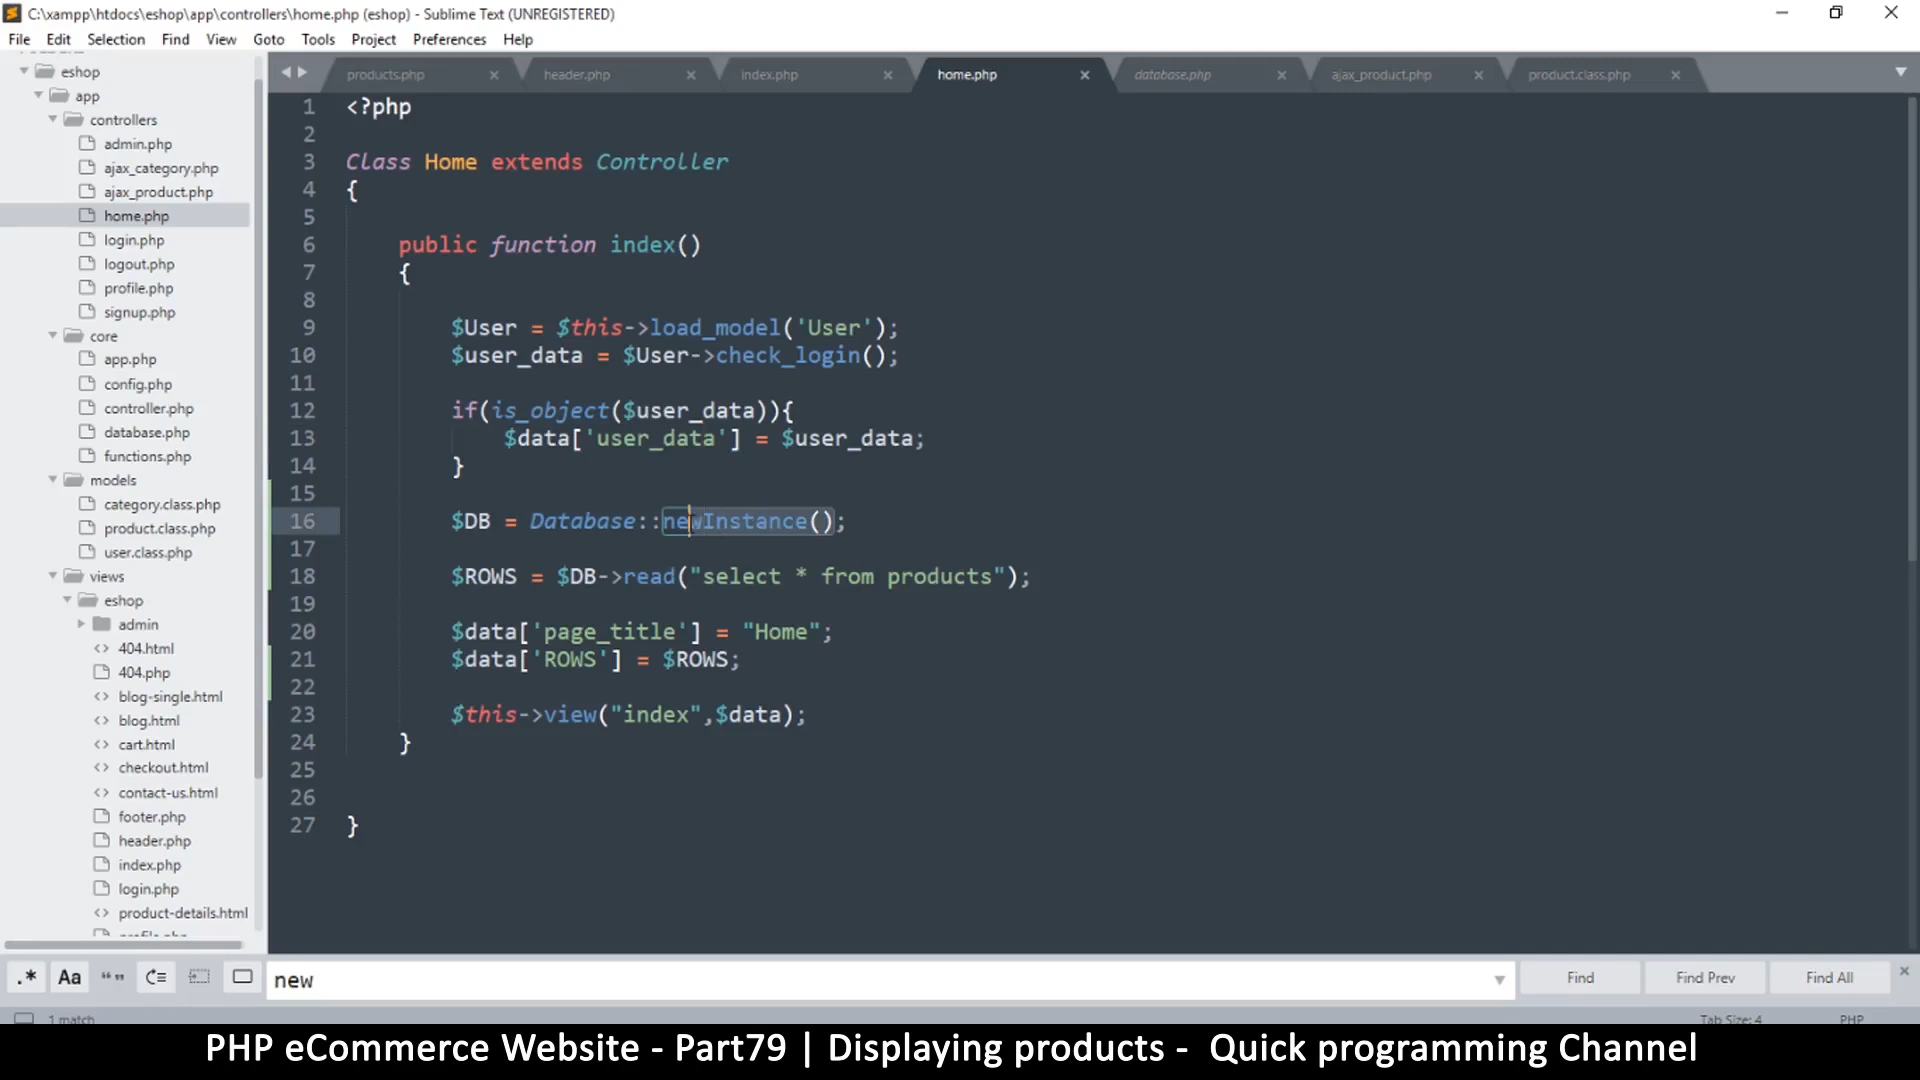 C:\xampp\htdocs\eshop\app\controllers\home.php (eshop) - Sublime Text (UNREGISTERED)
File Edit Selection Find View Goto Tools Project Preferences Help
eshop
app
controllers
admin.php
ajax_category.php
ajax_product.php
home.php
login.php
logout.php
profile.php
signup.php
core
app.php
config.php
controller.php
database.php
functions.php
models
category.class.php
product.class.php
user.class.php
views
eshop
admin
404.html
404.php
blog-single.html
blog.html
cart.html
checkout.html
contact-us.html
footer.php
header.php
index.php
login.php
product-details.html
profile.php
products.php header.php index.php home.php database.php ajax_product.php product.class.php
1 <?php
2
3 Class Home extends Controller
4 {
5
6 public function index()
7 {
8
9 $User = $this->load_model('User');
10 $user_data = $User->check_login();
11
12 if(is_object($user_data)){
13 $data['user_data'] = $user_data;
14 }
15
16 $DB = Database::newInstance();
17
18 $ROWS = $DB->read("select * from products");
19
20 $data['page_title'] = "Home";
21 $data['ROWS'] = $ROWS;
22
23 $this->view("index",$data);
24 }
25
26
27 }
.* Aa “” new Find Find Prev Find All
1 match Tab Size: 4 PHP
PHP eCommerce Website - Part79 | Displaying products - Quick programming Channel